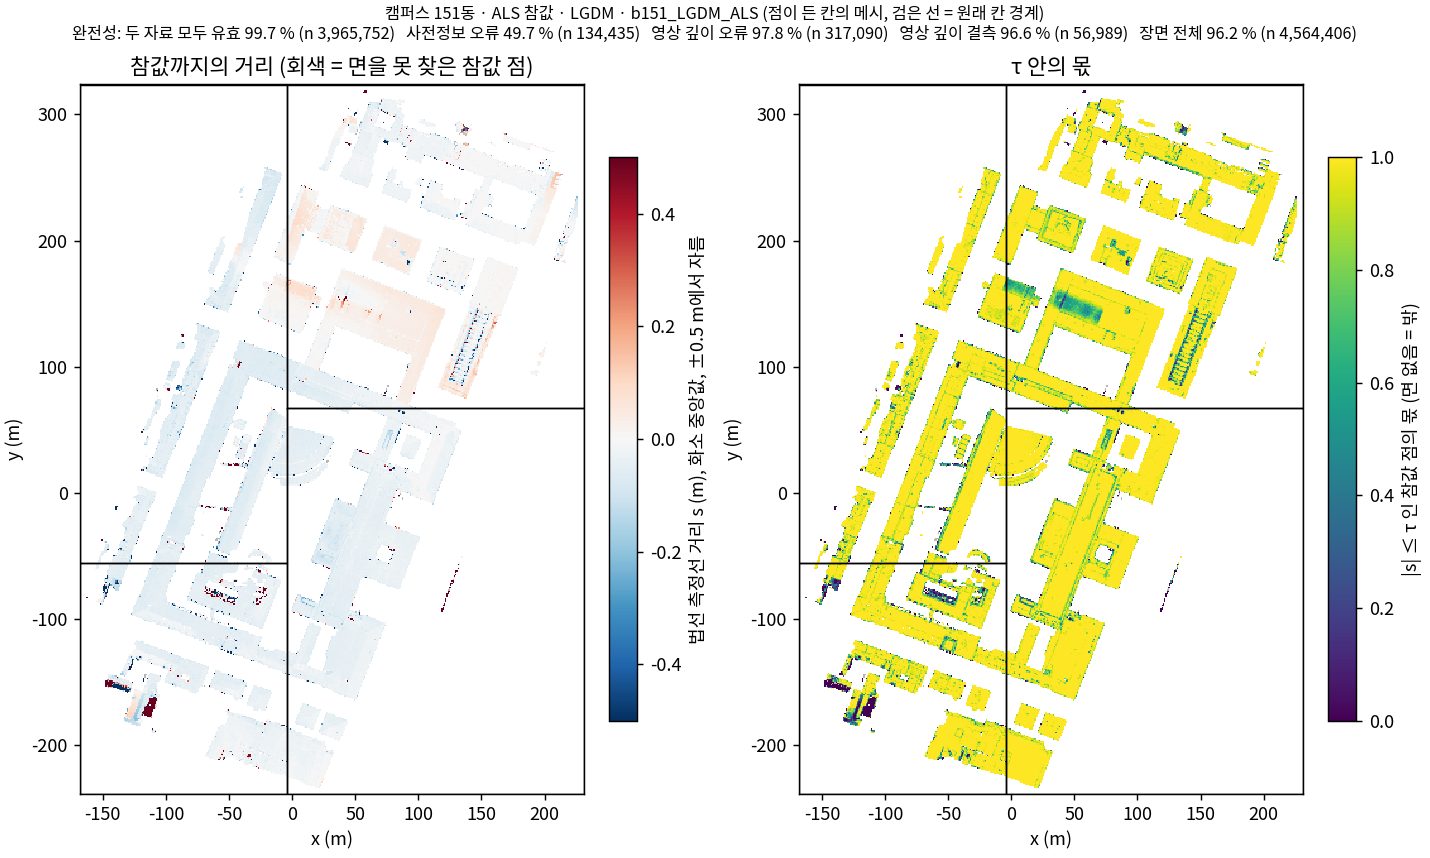 캠퍼스 151동 · ALS 참값 · LGDM · b151_LGDM_ALS (점이 든 칸의 메시, 검은 선 = 원래 칸 경계)
완전성: 두 자료 모두 유효 99.7 % (n 3,965,752)   사전정보 오류 49.7 % (n 134,435)   영상 깊이 오류 97.8 % (n 317,090)   영상 깊이 결측 96.6 % (n 56,989)   장면 전체 96.2 % (n 4,564,406)
참값까지의 거리 (회색 = 면을 못 찾은 참값 점)
300
200
100
0
-100
-200
y (m)
-150 -100 -50 0 50 100 150 200
x (m)
0.4
0.2
0.0
-0.2
-0.4
법선 측정선 거리 s (m), 화소 중앙값, ±0.5 m에서 자름
τ 안의 몫
300
200
100
0
-100
-200
y (m)
-150 -100 -50 0 50 100 150 200
x (m)
1.0
0.8
0.6
0.4
0.2
0.0
|s| ≤ τ 인 참값 점의 몫 (면 없음 = 밖)